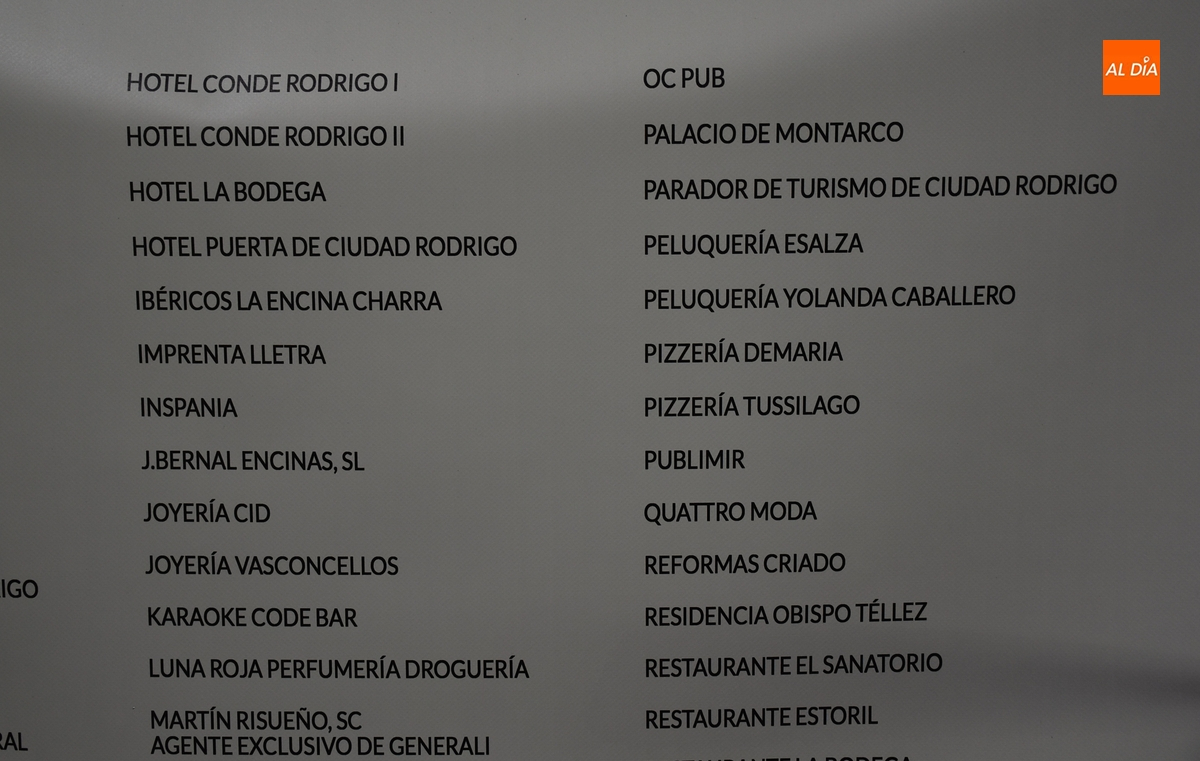 IGO
RAL
HOTEL CONDE RODRIGO I
HOTEL CONDE RODRIGO II
HOTEL LA BODEGA
HOTEL PUERTA DE CIUDAD RODRIGO
IBÉRICOS LA ENCINA CHARRA
IMPRENTA LLETRA
INSPANIA
J.BERNAL ENCINAS, SL
JOYERÍA CID
JOYERÍA VASCONCELLOS
KARAOKE CODE BAR
LUNA ROJA PERFUMERÍA DROGUERÍA
MARTÍN RISUEÑO, SC
AGENTE EXCLUSIVO DE GENERALI
OC PUB
PALACIO DE MONTARCO
PARADOR DE TURISMO DE CIUDAD RODRIGO
PELUQUERÍA ESALZA
PELUQUERÍA YOLANDA CABALLERO
PIZZERÍA DEMARIA
PIZZERÍA TUSSILAGO
PUBLIMIR
QUATTRO MODA
REFORMAS CRIADO
RESIDENCIA OBISPO TÉLLEZ
RESTAURANTE EL SANATORIO
RESTAURANTE ESTORIL
LA BODEGA
AL DÍA